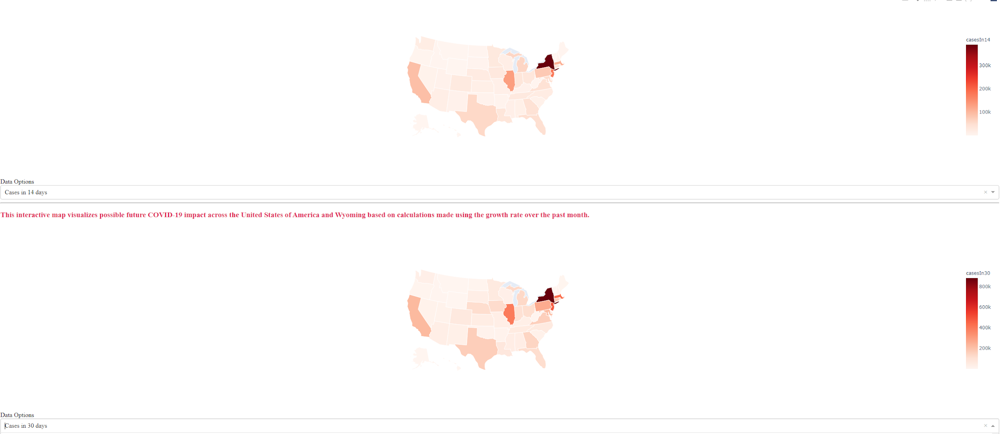 casesIn14
300k
200k
100k
Data Options
Cases in 14 days
This interactive map visualizes possible future COVID-19 impact across the United States of America and Wyoming based on calculations made using the growth rate over the past month.
casesIn30
800k
600k
400k
200k
Data Options
Cases in 30 days